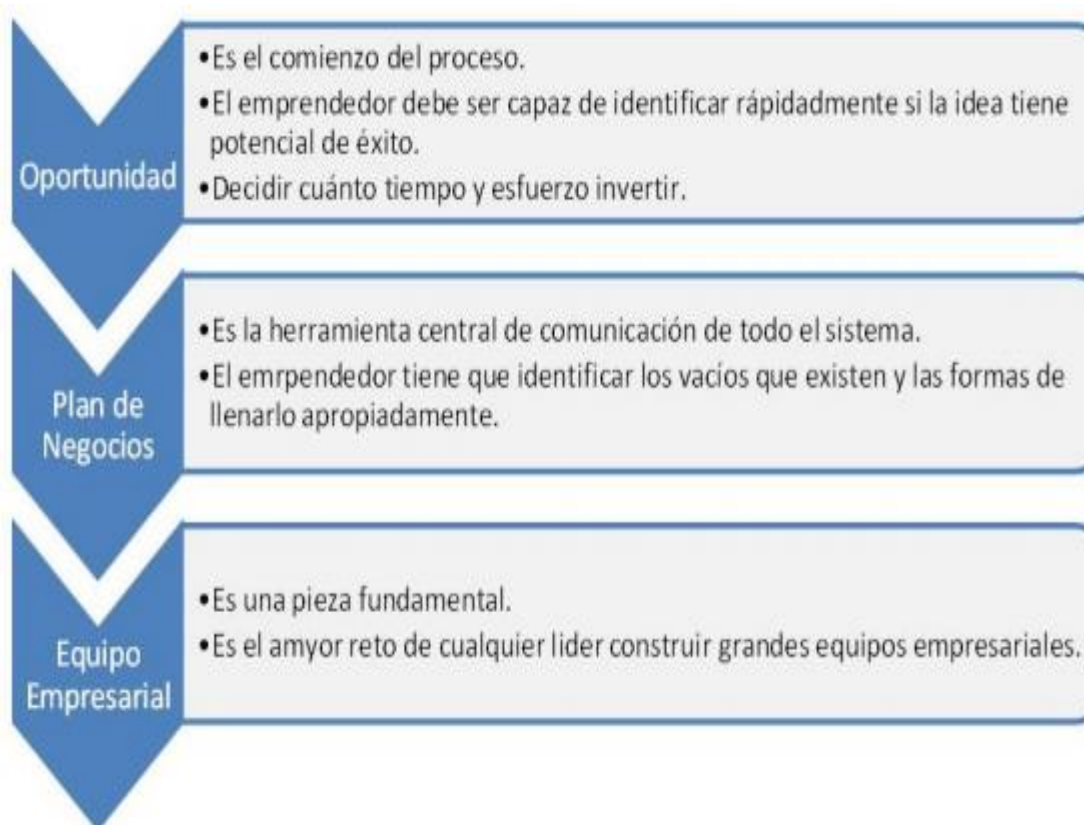 Oportunidad
•Es el comienzo del proceso.
•El emprendedor debe ser capaz de identificar rápidadmente si la idea tiene
potencial de éxito.
•Decidir cuánto tiempo y esfuerzo invertir.
Plan de
Negocios
•Es la herramienta central de comunicación de todo el sistema.
•El emrpendedor tiene que identificar los vacíos que existen y las formas de
llenarlo apropiadamente.
Equipo
Empresarial
•Es una pieza fundamental.
•Es el amyor reto de cualquier lider construir grandes equipos empresariales.